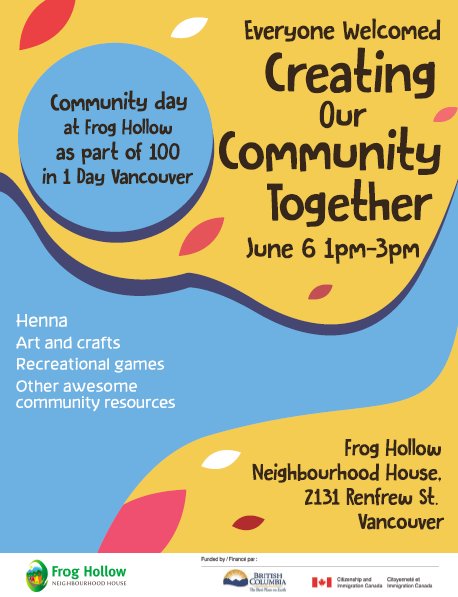 Everyone Welcomed
Creating
Our
Community
Together
June 6 1pm-3pm
Community day
at Frog Hollow
as part of 100
in 1 Day Vancouver
Henna
Art and crafts
Recreational games
Other awesome
community resources
Frog Hollow
Neighbourhood House,
2131 Renfrew St.
Vancouver
Frog Hollow
NEIGHBOURHOOD HOUSE
Funded by / Financé par :
BRITISH
COLUMBIA
The Best Place on Earth
Citizenship and
Immigration Canada
Citoyenneté et
Immigration Canada